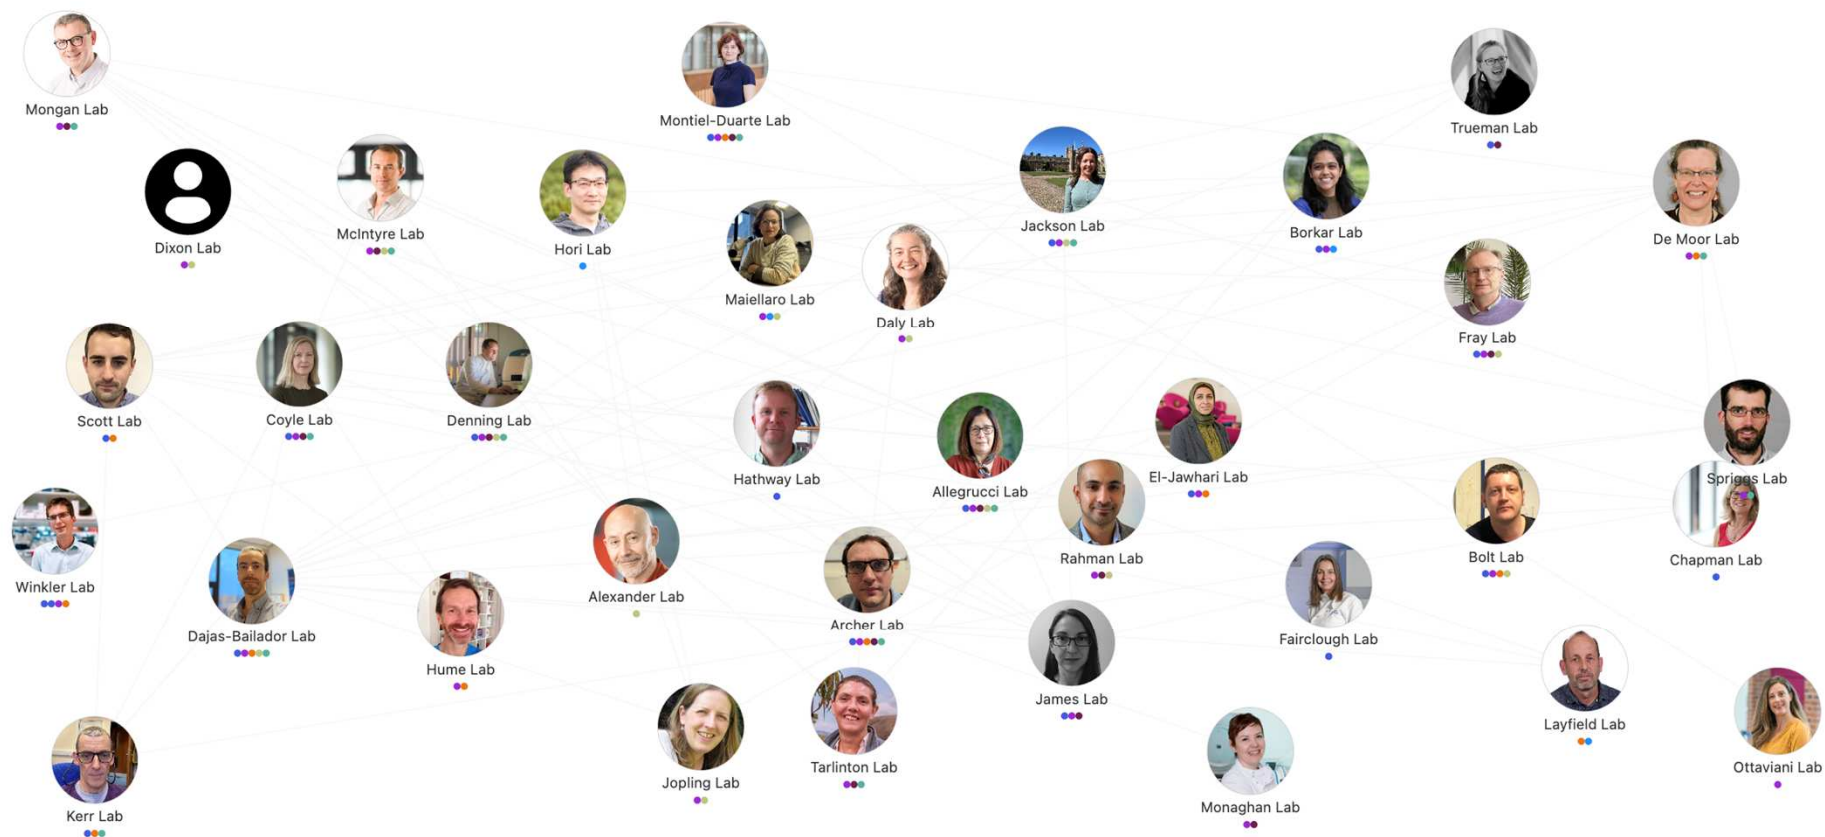 Mongan Lab
Montiel-Duarte Lab
Trueman Lab
Dixon Lab
McIntyre Lab
Hori Lab
Jackson Lab
Borkar Lab
De Moor Lab
Maiellaro Lab
Daly Lab
Fray Lab
Scott Lab
Coyle Lab
Denning Lab
Hathway Lab
Allegrucci Lab
El-Jawhari Lab
Spriggs Lab
Winkler Lab
Dajas-Bailador Lab
Hume Lab
Alexander Lab
Archer Lab
Rahman Lab
Bolt Lab
Chapman Lab
Fairclough Lab
James Lab
Layfield Lab
Kerr Lab
Jopling Lab
Tarlinton Lab
Monaghan Lab
Ottaviani Lab